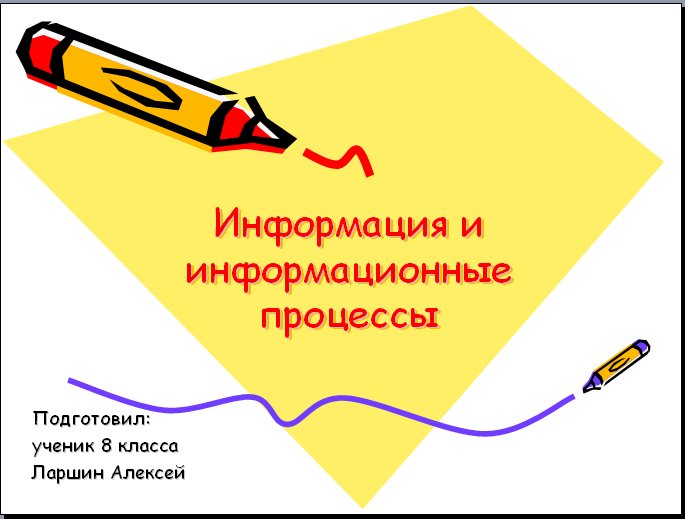 Информация и
информационные
процессы
Подготовил:
ученик 8 класса
Ларшин Алексей